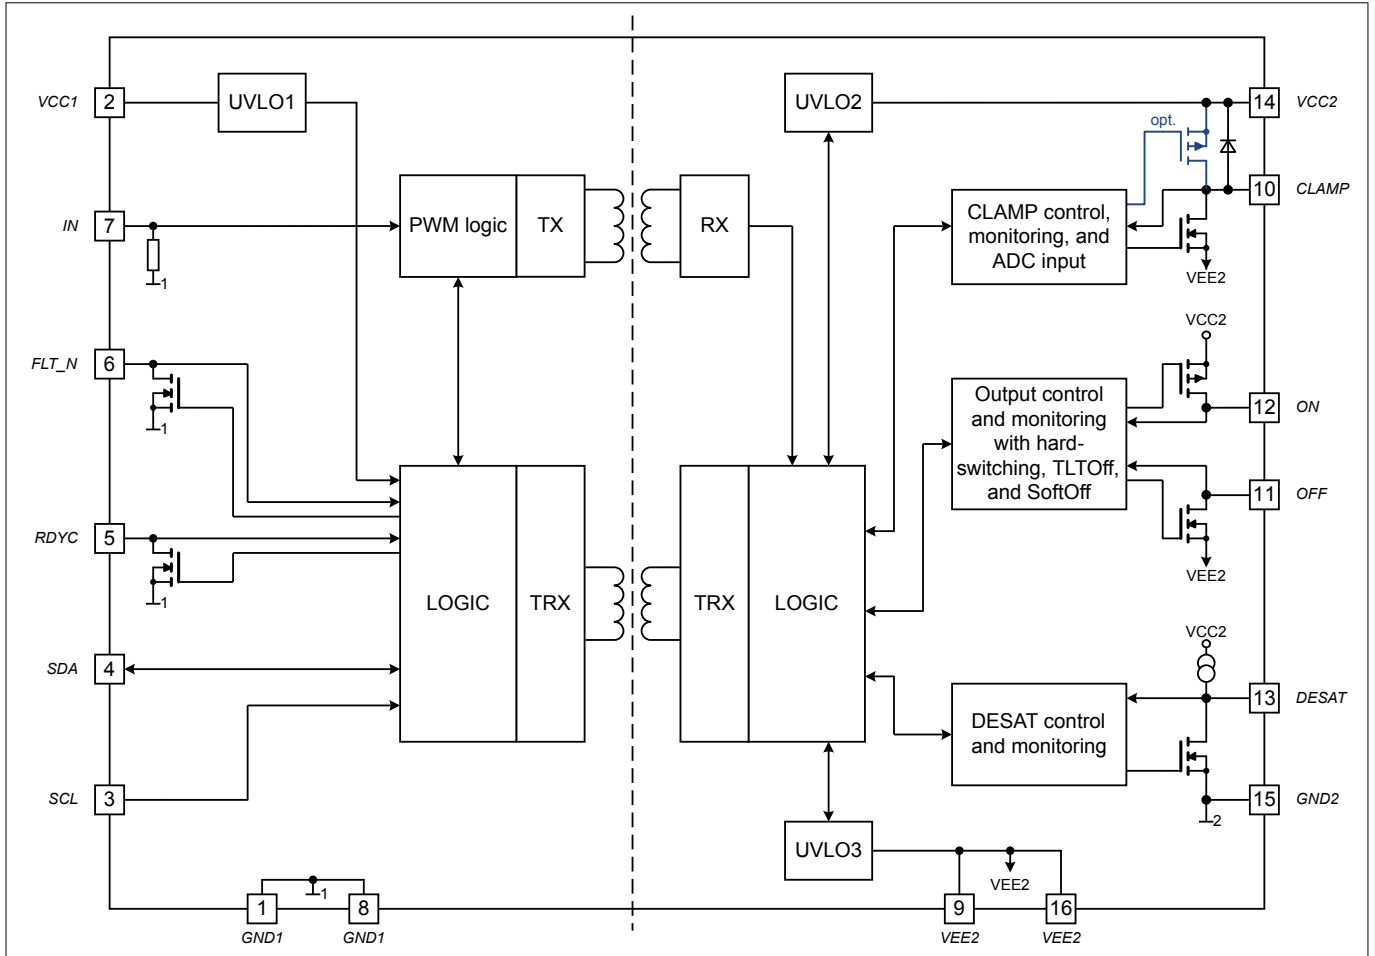 VCC1
2
UVLO1
UVLO2
14
VCC2
opt.
10
CLAMP
IN
7
1
PWM logic
TX
RX
CLAMP control,
monitoring, and
ADC input
VEE2
VCC2
FLT_N
6
1
Output control
and monitoring
with hard-
switching, TLTOff,
and SoftOff
12
ON
11
OFF
VEE2
RDYC
5
1
LOGIC
TRX
TRX
LOGIC
VCC2
SDA
4
13
DESAT
DESAT control
and monitoring
SCL
3
15
GND2
2
UVLO3
VEE2
1
1
8
9
16
GND1
GND1
VEE2
VEE2